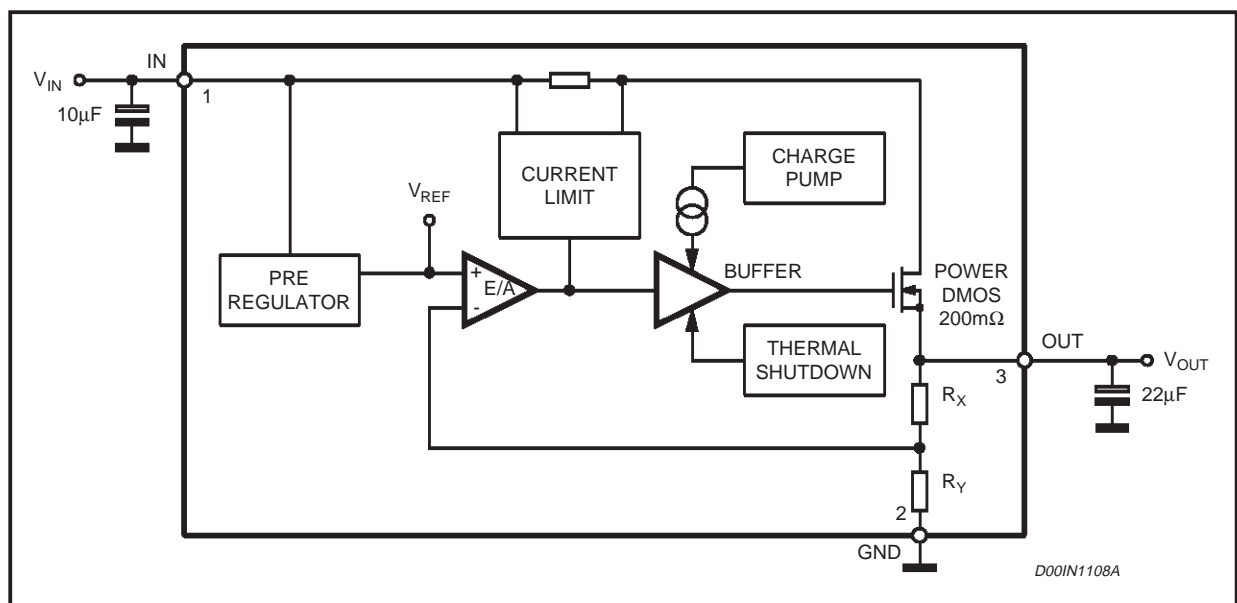 IN
V_IN
1
10µF
CHARGE
PUMP
CURRENT
LIMIT
V_REF
PRE
REGULATOR
+
E/A
-
BUFFER
POWER
DMOS
200mΩ
THERMAL
SHUTDOWN
OUT
3
V_OUT
22µF
R_X
R_Y
2
GND
D00IN1108A